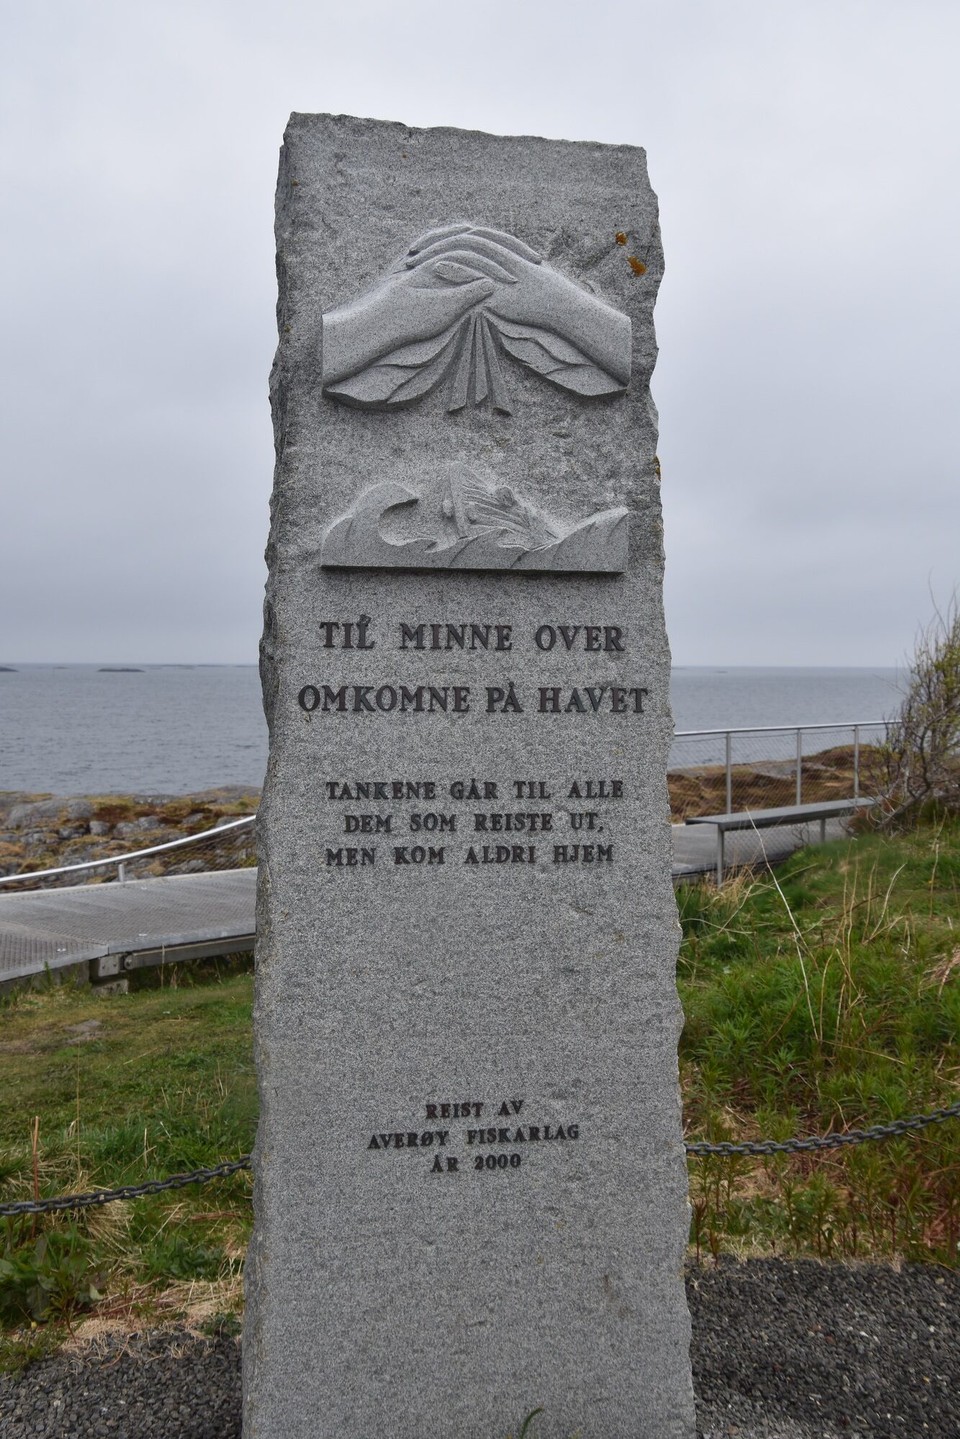 TIL MINNE OVER
OMKOMNE PÅ HAVET
TANKENE GÅR TIL ALLE
DEM SOM REISTE UT,
MEN KOM ALDRI HJEM
REIST AV
AVERØY FISKARLAG
ÅR 2000